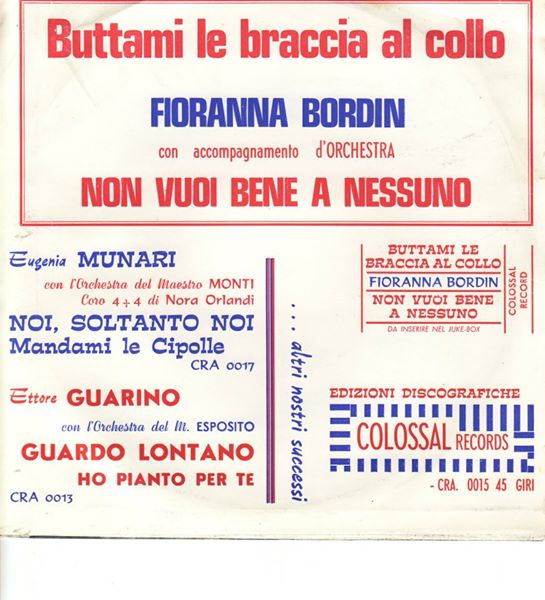 Buttami le braccia al collo
FIORANNA BORDIN
con accompagnamento d'ORCHESTRA
NON VUOI BENE A NESSUNO
Eugenia MUNARI
con l'Orchestra del Maestro MONTI
Coro 4+4 di Nora Orlandi
NOI, SOLTANTO NOI
Mandami le Cipolle
CRA 0017
Ettore GUARINO
con l'Orchestra del M. ESPOSITO
GUARDO LONTANO
HO PIANTO PER TE
CRA 0013
... altri nostri successi
BUTTAMI LE
BRACCIA AL COLLO
FIORANNA BORDIN
NON VUOI BENE
A NESSUNO
DA INSERIRE NEL JUKE-BOX
COLOSSAL
RECORD
EDIZIONI DISCOGRAFICHE
COLOSSAL RECORDS
- CRA. 0015 45 GIRI